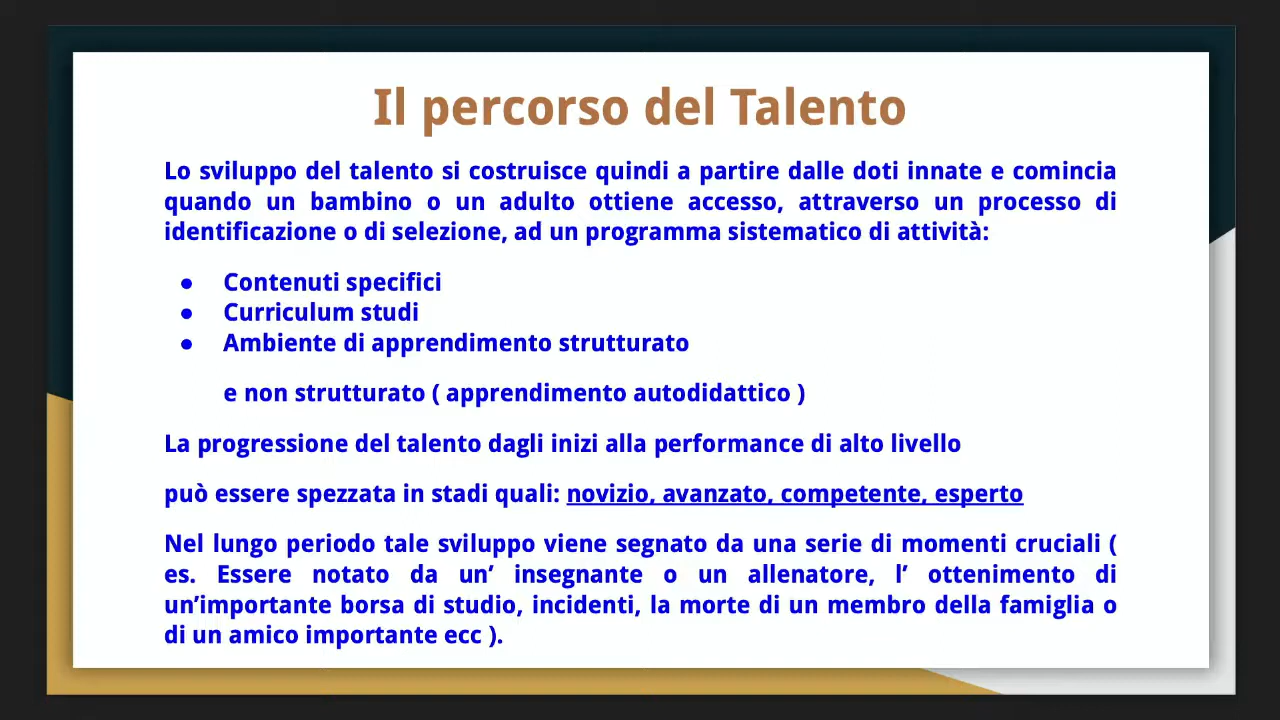 Il percorso del Talento
Lo sviluppo del talento si costruisce quindi a partire dalle doti innate e comincia
quando un bambino o un adulto ottiene accesso, attraverso un processo di
identificazione o di selezione, ad un programma sistematico di attività:
● Contenuti specifici
● Curriculum studi
● Ambiente di apprendimento strutturato
e non strutturato ( apprendimento autodidattico )
La progressione del talento dagli inizi alla performance di alto livello
può essere spezzata in stadi quali: novizio, avanzato, competente, esperto
Nel lungo periodo tale sviluppo viene segnato da una serie di momenti cruciali (
es. Essere notato da un’ insegnante o un allenatore, l’ ottenimento di
un’importante borsa di studio, incidenti, la morte di un membro della famiglia o
di un amico importante ecc ).